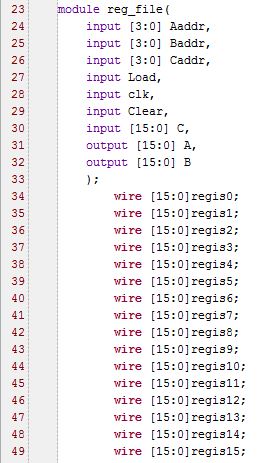 23 module reg_file(
24 input [3:0] Aaddr,
25 input [3:0] Baddr,
26 input [3:0] Caddr,
27 input Load,
28 input clk,
29 input Clear,
30 input [15:0] C,
31 output [15:0] A,
32 output [15:0] B
33 );
34 wire [15:0]regis0;
35 wire [15:0]regis1;
36 wire [15:0]regis2;
37 wire [15:0]regis3;
38 wire [15:0]regis4;
39 wire [15:0]regis5;
40 wire [15:0]regis6;
41 wire [15:0]regis7;
42 wire [15:0]regis8;
43 wire [15:0]regis9;
44 wire [15:0]regis10;
45 wire [15:0]regis11;
46 wire [15:0]regis12;
47 wire [15:0]regis13;
48 wire [15:0]regis14;
49 wire [15:0]regis15;